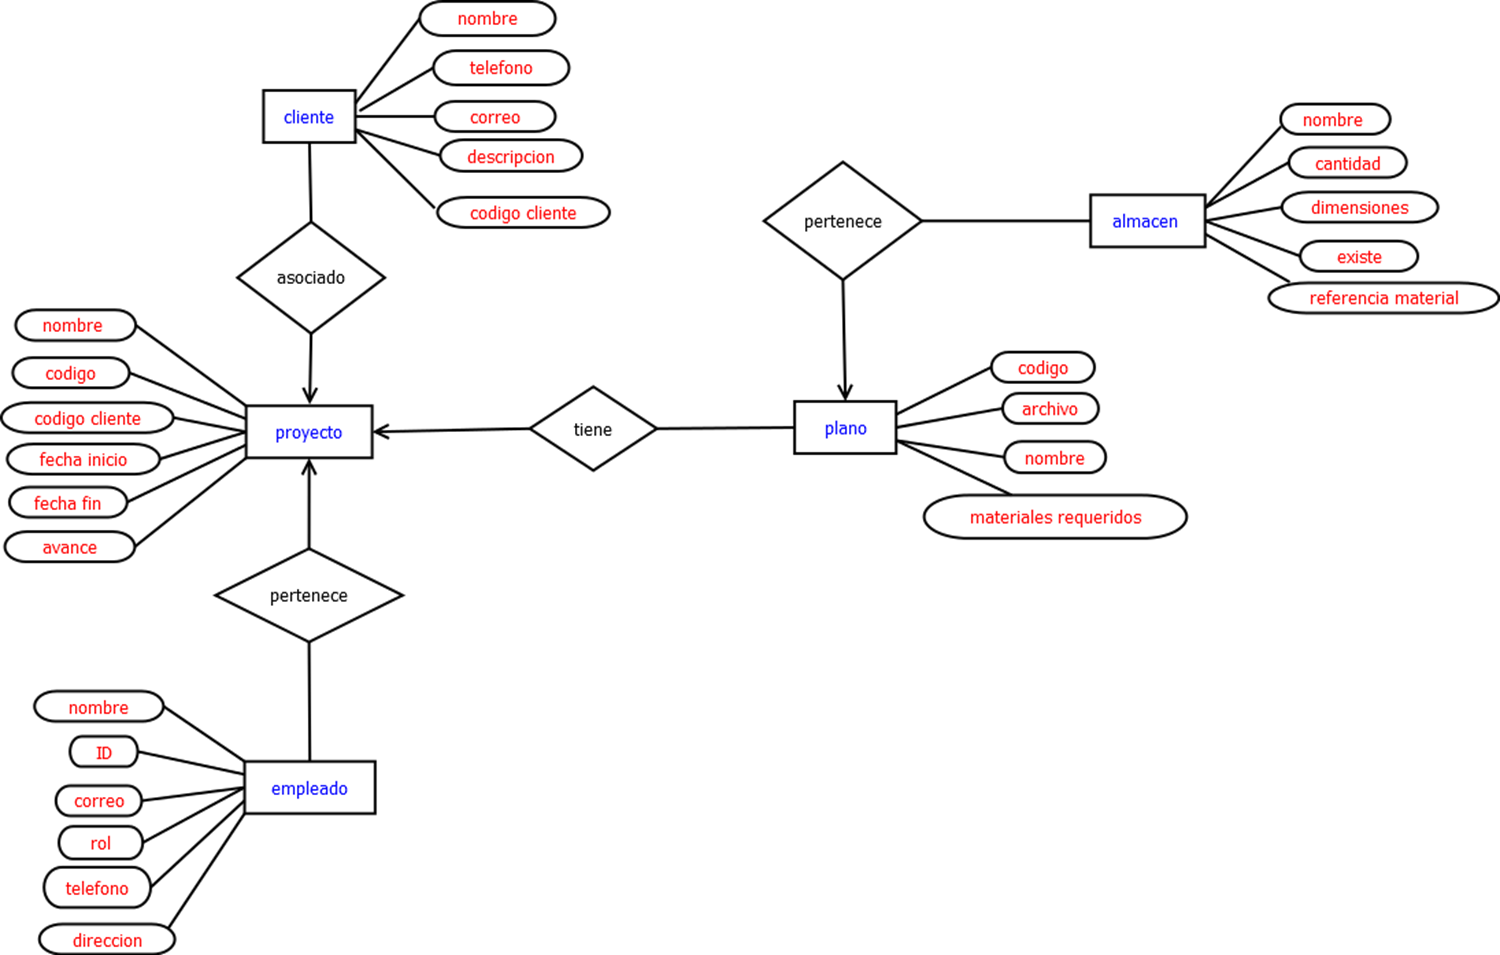 nombre
telefono
cliente
correo
descripcion
codigo cliente
asociado
pertenece
almacen
nombre
cantidad
dimensiones
existe
referencia material
nombre
codigo
codigo cliente
fecha inicio
fecha fin
avance
proyecto
tiene
plano
codigo
archivo
nombre
materiales requeridos
pertenece
nombre
ID
correo
rol
telefono
direccion
empleado